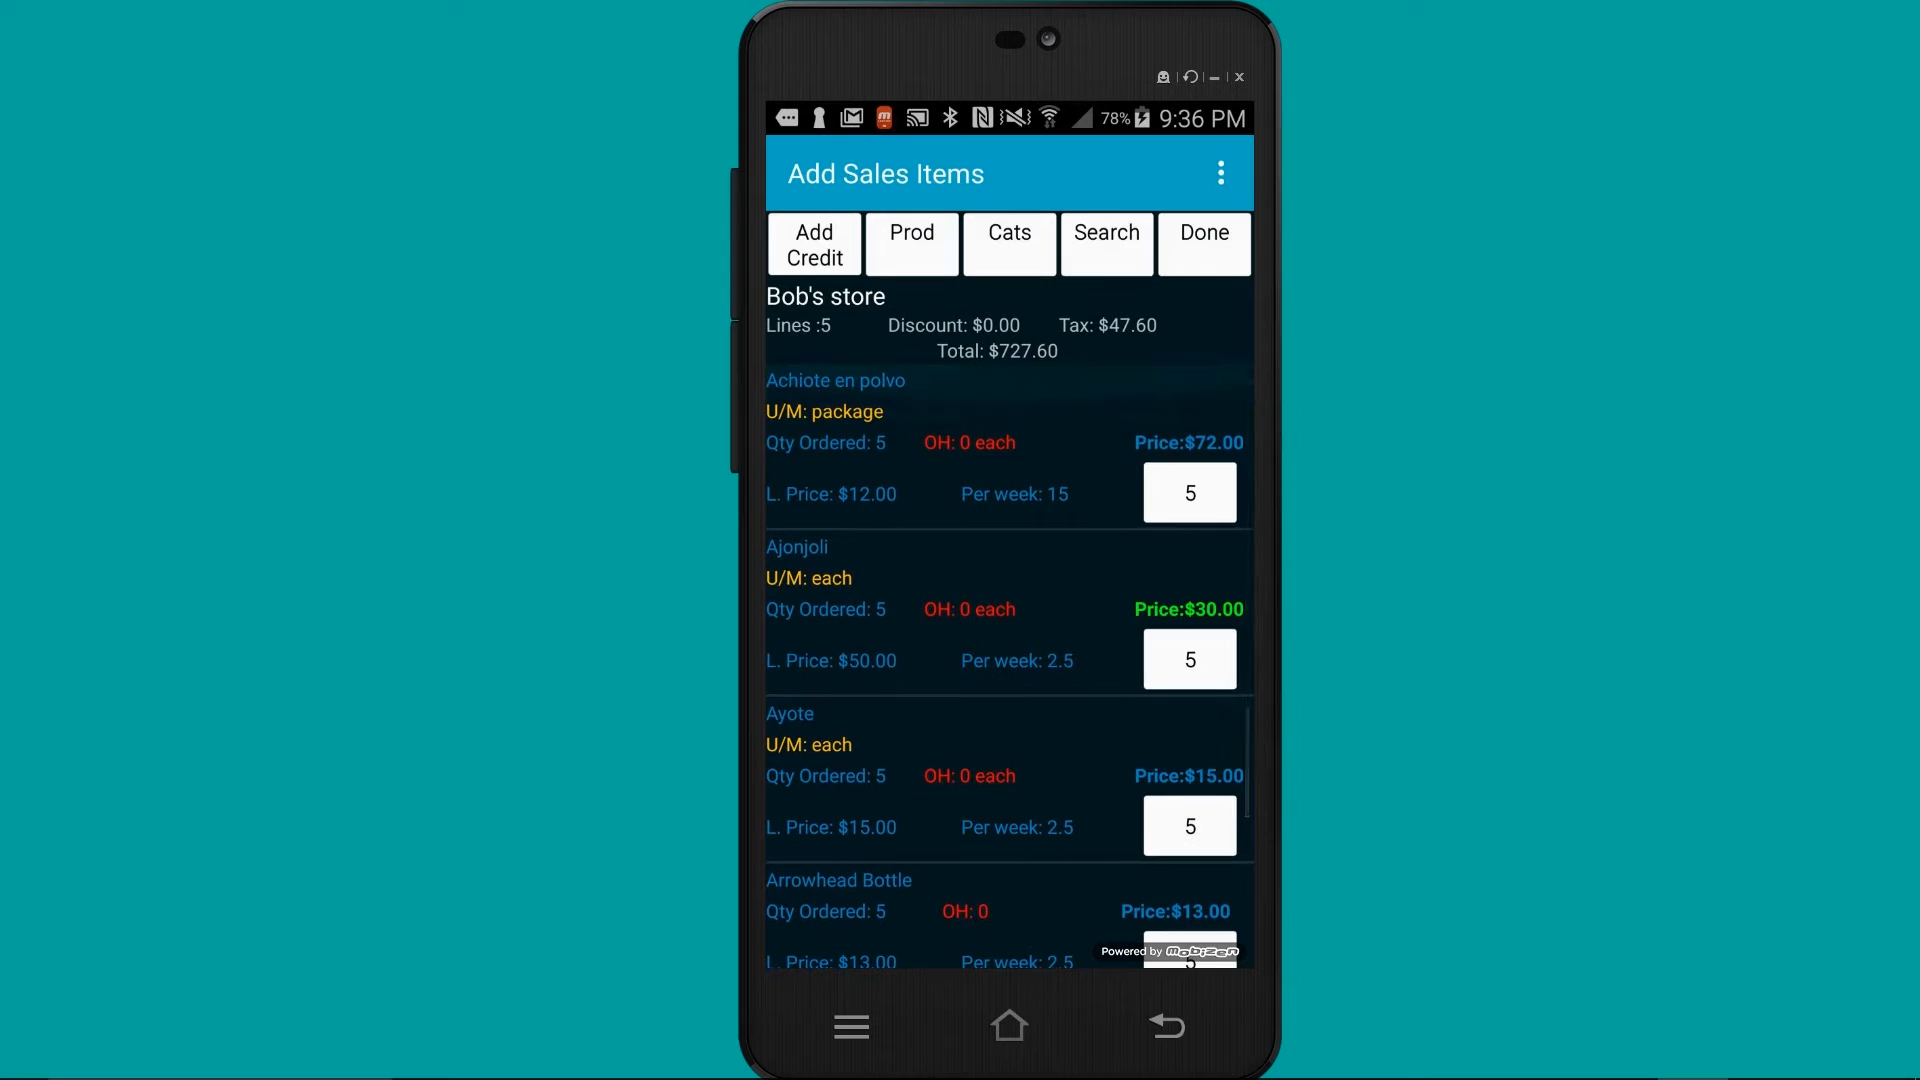 78% 9:36 PM
Add Sales Items
Add Credit Prod Cats Search Done
Bob's store
Lines :5 Discount: $0.00 Tax: $47.60
Total: $727.60
Achiote en polvo
U/M: package
Qty Ordered: 5 OH: 0 each Price:$72.00
L. Price: $12.00 Per week: 15 5
Ajonjoli
U/M: each
Qty Ordered: 5 OH: 0 each Price:$30.00
L. Price: $50.00 Per week: 2.5 5
Ayote
U/M: each
Qty Ordered: 5 OH: 0 each Price:$15.00
L. Price: $15.00 Per week: 2.5 5
Arrowhead Bottle
Qty Ordered: 5 OH: 0 Price:$13.00
Powered by mobizen
L. Price: $13.00 Per week: 2.5 5